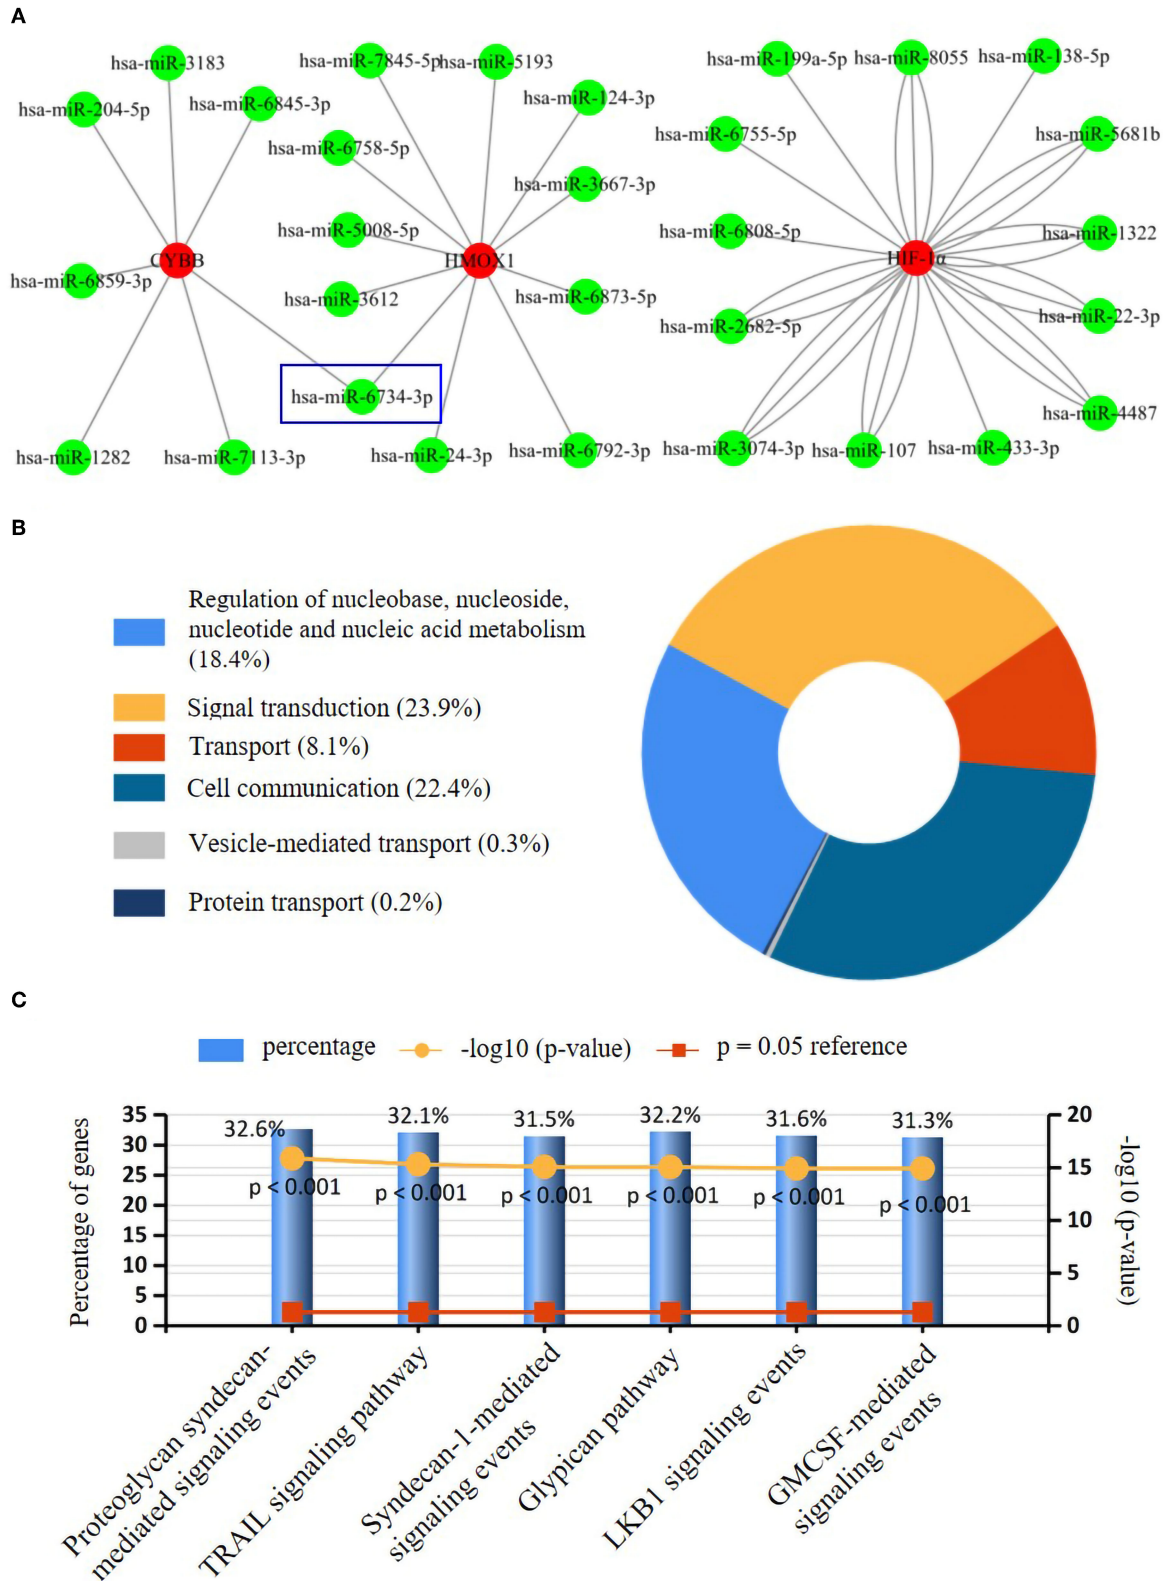 A
hsa-miR-3183
hsa-miR-7845-5p
hsa-miR-5193
hsa-miR-199a-5p
hsa-miR-8055
hsa-miR-138-5p
hsa-miR-204-5p
hsa-miR-6845-3p
hsa-miR-124-3p
hsa-miR-6758-5p
hsa-miR-6755-5p
hsa-miR-5681b
hsa-miR-3667-3p
hsa-miR-5008-5p
hsa-miR-6808-5p
hsa-miR-1322
CYBB
HMOX1
HIF-1α
hsa-miR-6859-3p
hsa-miR-3612
hsa-miR-6873-5p
hsa-miR-2682-5p
hsa-miR-22-3p
hsa-miR-6734-3p
hsa-miR-4487
hsa-miR-1282
hsa-miR-7113-3p
hsa-miR-24-3p
hsa-miR-6792-3p
hsa-miR-3074-3p
hsa-miR-107
hsa-miR-433-3p
B
Regulation of nucleobase, nucleoside,
nucleotide and nucleic acid metabolism
(18.4%)
Signal transduction (23.9%)
Transport (8.1%)
Cell communication (22.4%)
Vesicle-mediated transport (0.3%)
Protein transport (0.2%)
C
percentage
-log10 (p-value)
p = 0.05 reference
Percentage of genes
35
30
25
20
15
10
5
0
32.6%
32.1%
31.5%
32.2%
31.6%
31.3%
p < 0.001
p < 0.001
p < 0.001
p < 0.001
p < 0.001
p < 0.001
20
15
10
5
0
-log10 (p-value)
Proteoglycan syndecan-
mediated signaling events
TRAIL signaling pathway
Syndecan-1-mediated
signaling events
Glypican pathway
LKB1 signaling events
GMCSF-mediated
signaling events